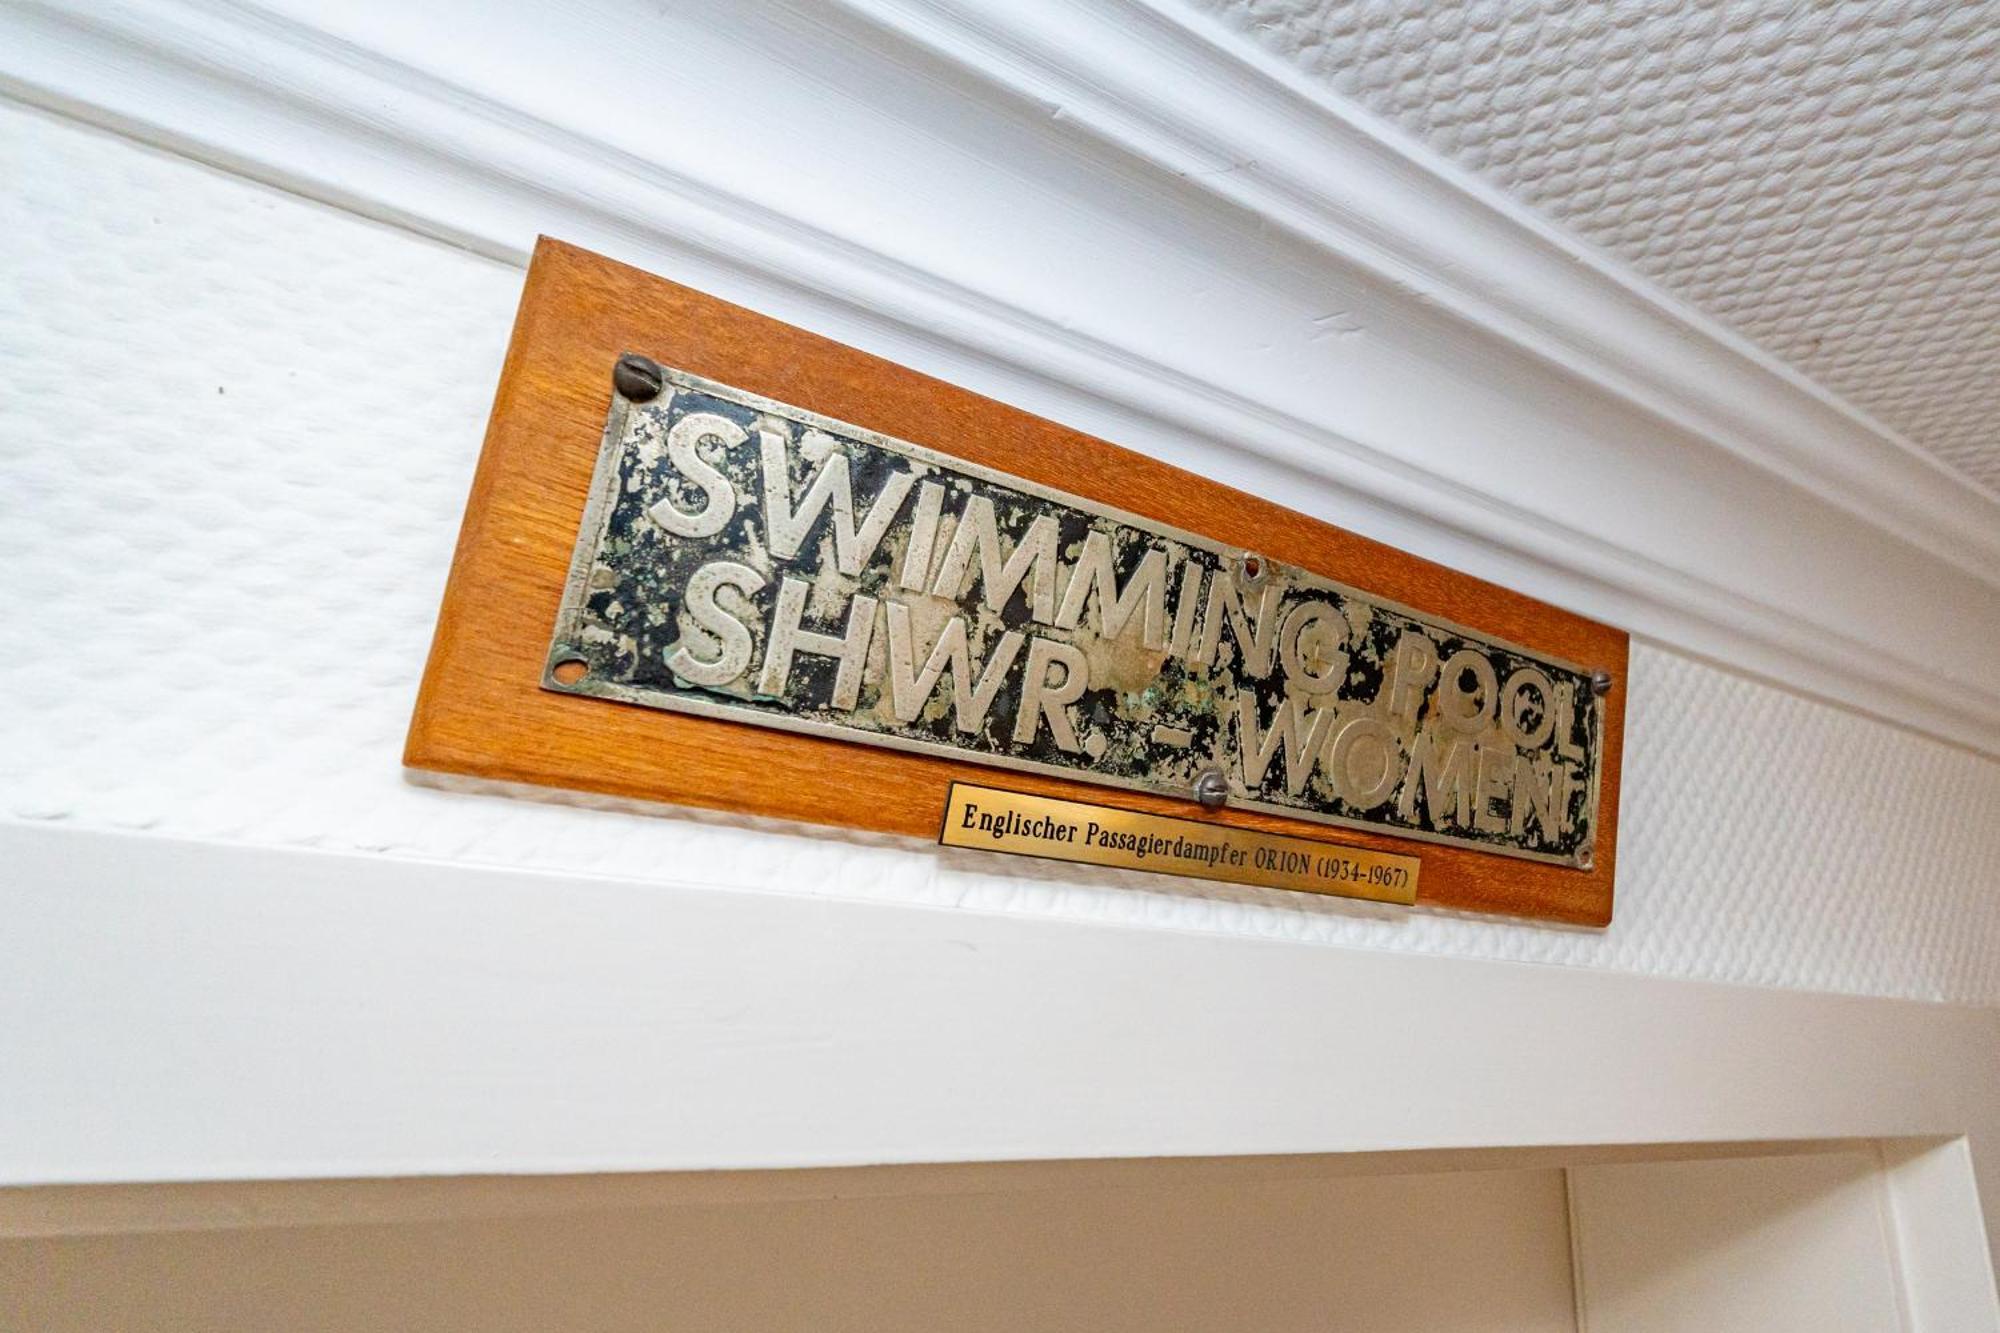 SWIMMING POOL
SHWR. - WOMEN
Englischer Passagierdampfer ORION (1934-1967)